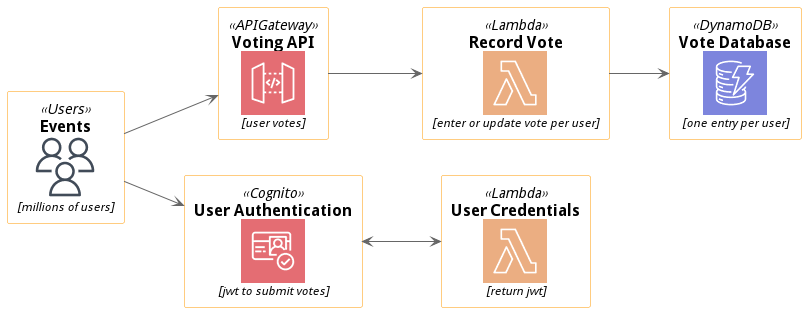 «Users»
Events
[millions of users]
«APIGateway»
Voting API
[user votes]
«Lambda»
Record Vote
[enter or update vote per user]
«DynamoDB»
Vote Database
[one entry per user]
«Cognito»
User Authentication
[jwt to submit votes]
«Lambda»
User Credentials
[return jwt]